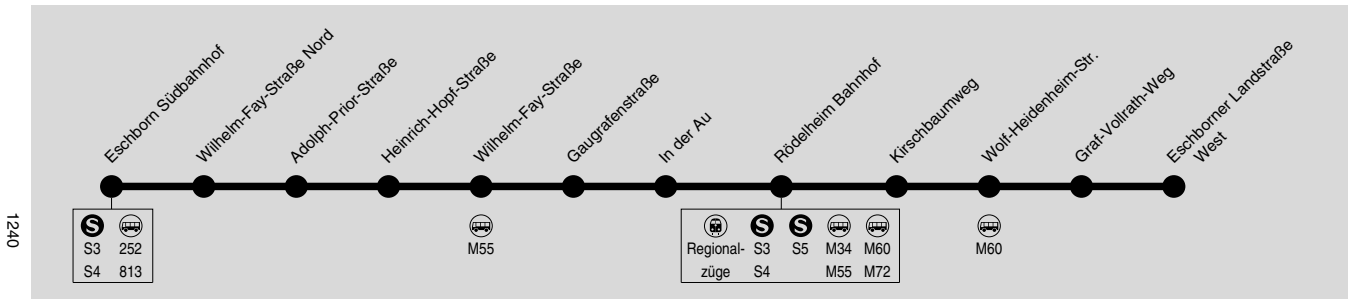 Eschborn Südbahnhof
Wilhelm-Fay-Straße Nord
Adolph-Prior-Straße
Heinrich-Hopf-Straße
Wilhelm-Fay-Straße
Gaugrafenstraße
In der Au
Rödelheim Bahnhof
Kirschbaumweg
Wolf-Heidenheim-Str.
Graf-Vollrath-Weg
Eschborner Landstraße
West
S
S3 252
S4 813
M55
S S
Regional- S3 S5 M34 M60
züge S4 M55 M72
M60
1240